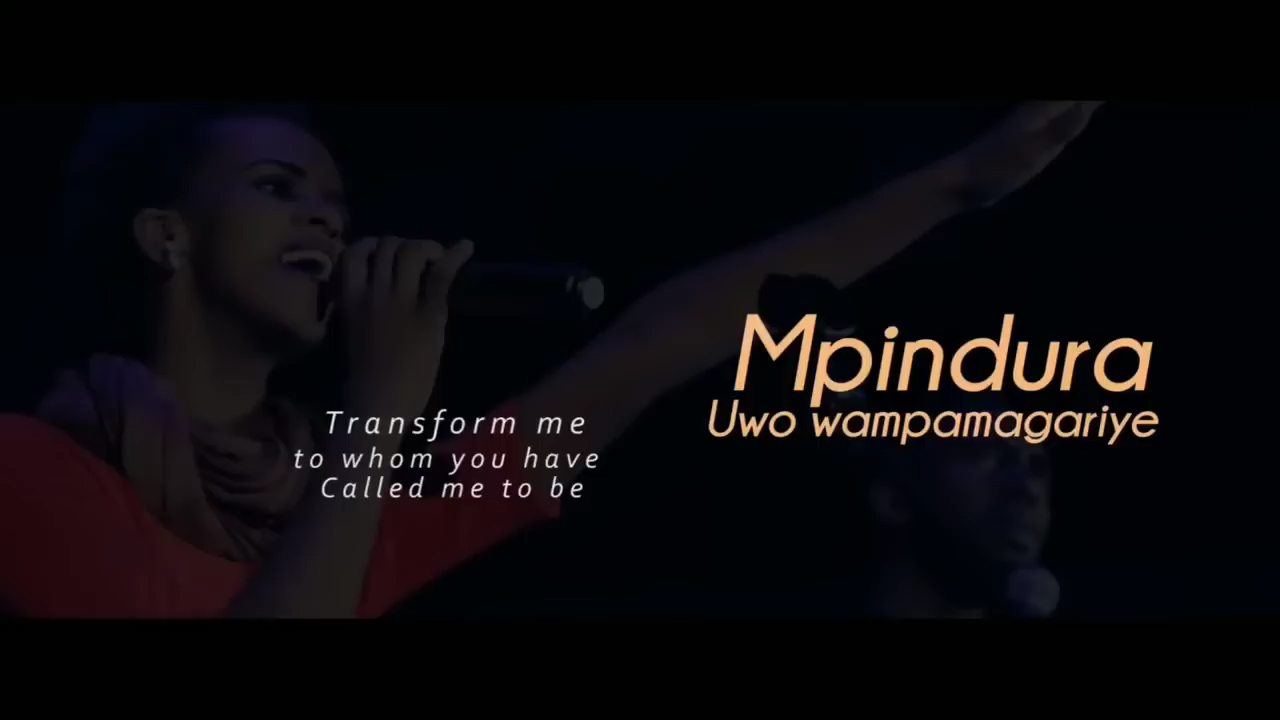 Transform me
to whom you have
Called me to be
Mpindura
Uwo wampamagariye